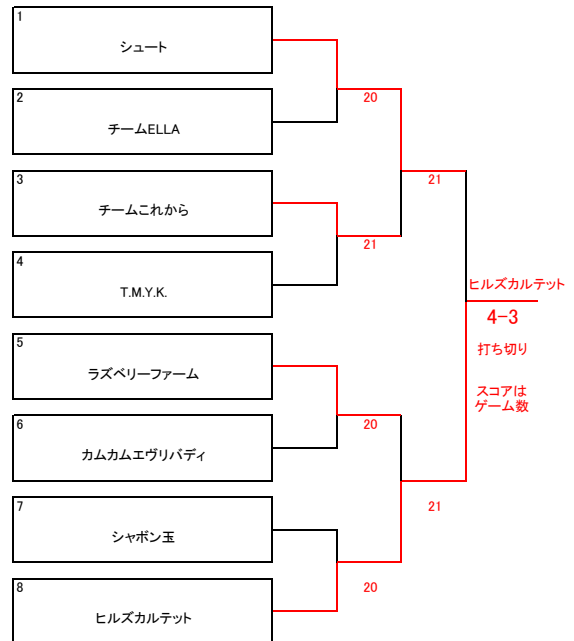 1
シュート
2
チームELLA
20
3
チームこれから
21
4
T.M.Y.K.
21
ヒルズカルテット
4-3
打ち切り
スコアは
ゲーム数
5
ラズベリーファーム
6
カムカムエヴリバディ
20
7
シャボン玉
21
8
ヒルズカルテット
20